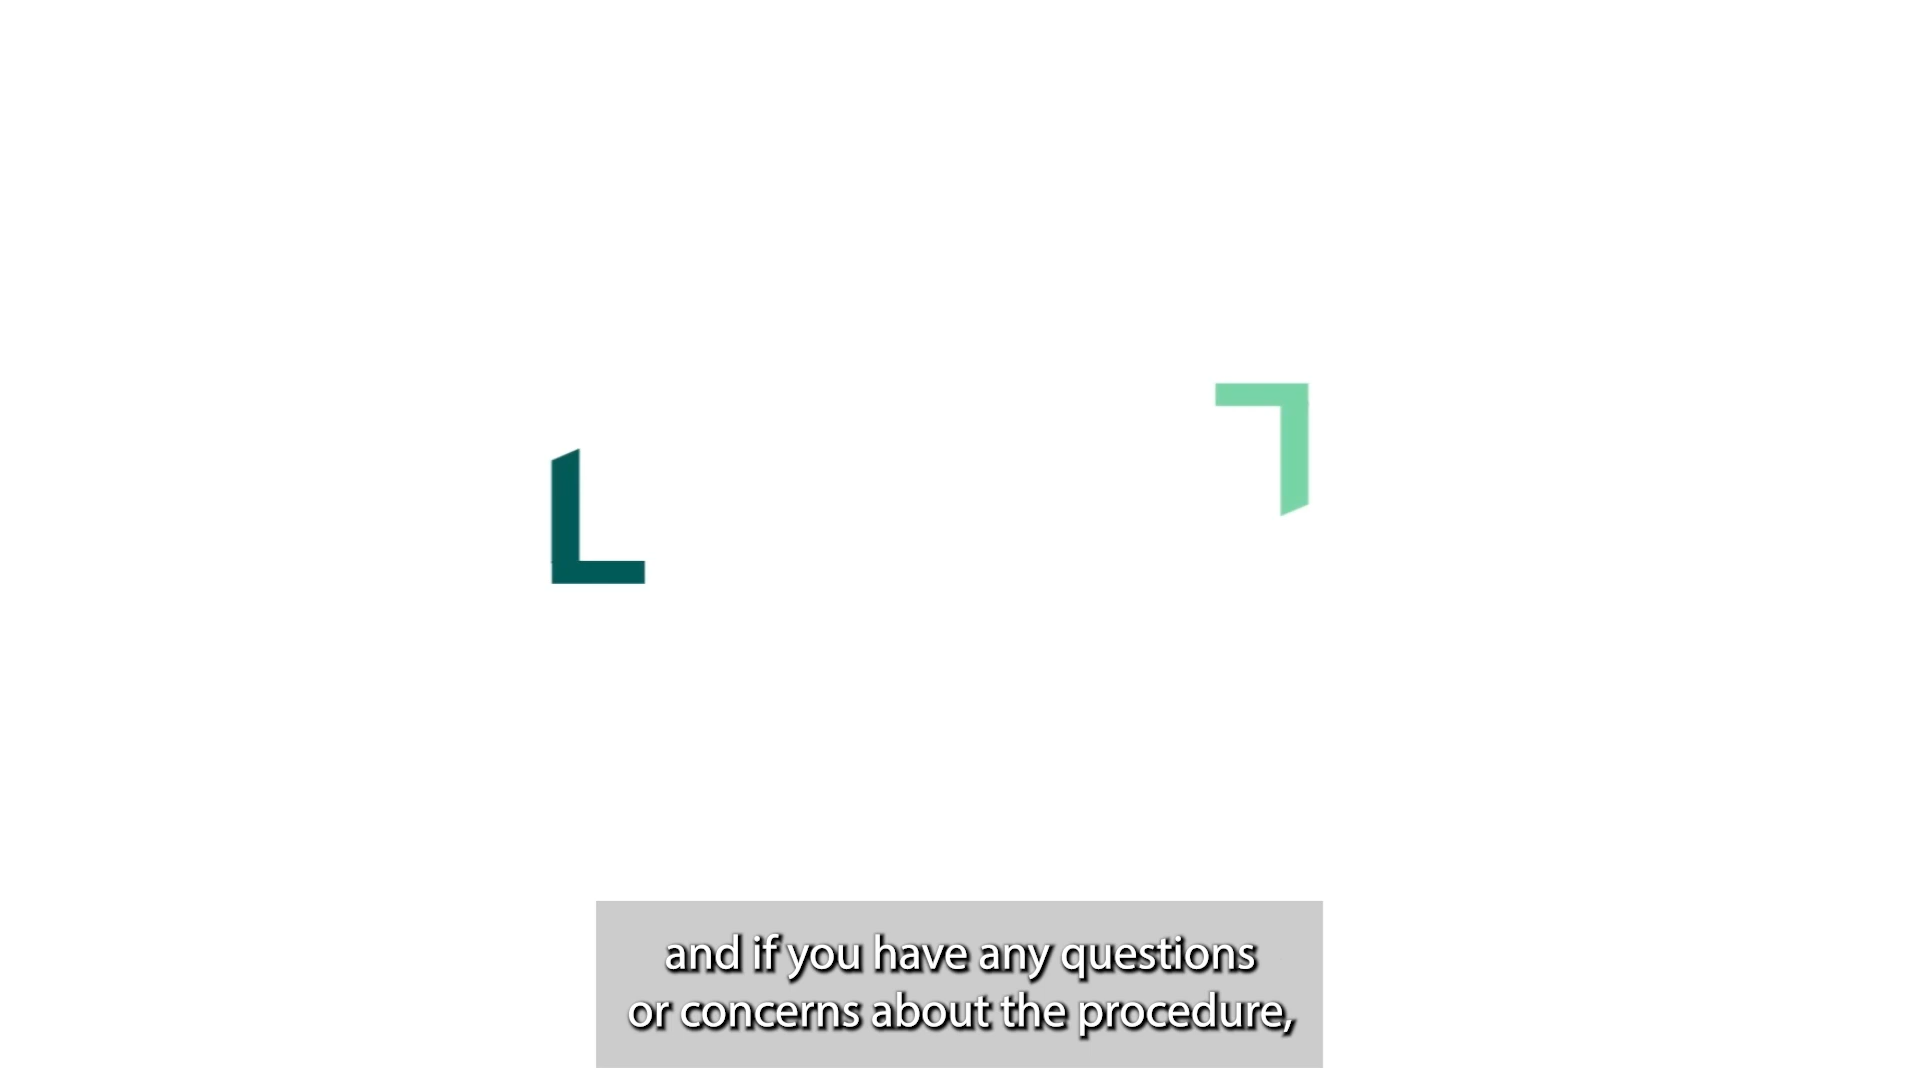 and if you have any questions
or concerns about the procedure,